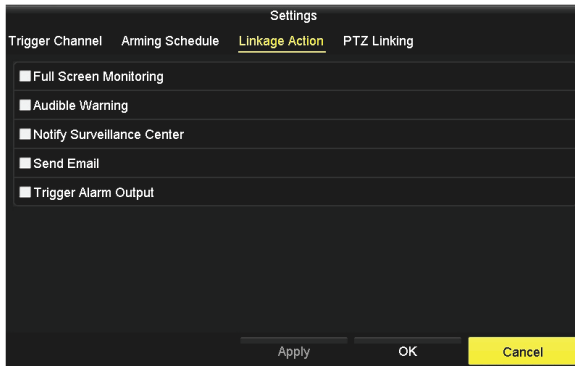 Settings
Trigger Channel Arming Schedule Linkage Action PTZ Linking
Full Screen Monitoring
Audible Warning
Notify Surveillance Center
Send Email
Trigger Alarm Output
Apply OK Cancel